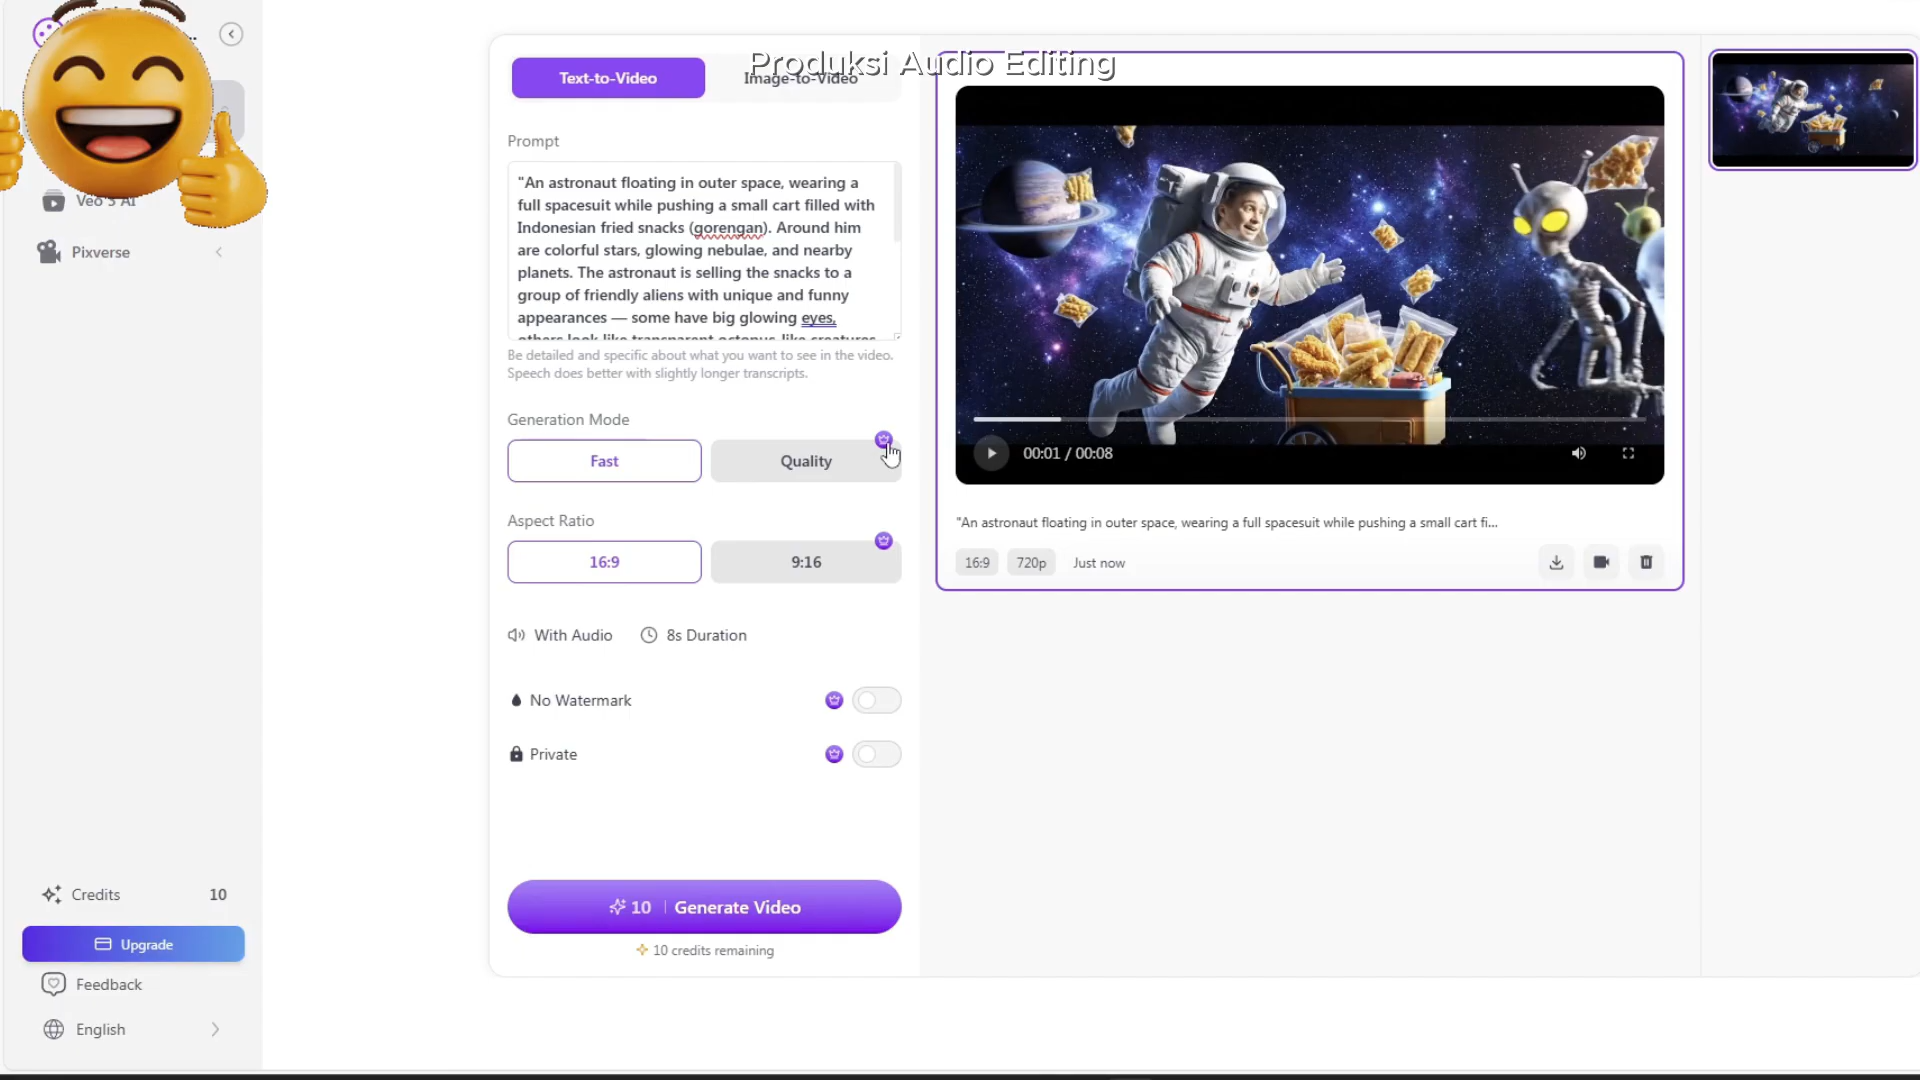 Produksi Audio Editing
Text-to-Video
Image-to-Video
Prompt
"An astronaut floating in outer space, wearing a
full spacesuit while pushing a small cart filled with
Indonesian fried snacks (gorengan). Around him
are colorful stars, glowing nebulae, and nearby
planets. The astronaut is selling the snacks to a
group of friendly aliens with unique and funny
appearances — some have big glowing eyes,
others look like transparent octopus-like creatures
Be detailed and specific about what you want to see in the video.
Speech does better with slightly longer transcripts.
Generation Mode
Fast
Quality
Aspect Ratio
16:9
9:16
With Audio
8s Duration
No Watermark
Private
10 | Generate Video
10 credits remaining
Veo 3 AI
Pixverse
Credits 10
Upgrade
Feedback
English
00:01 / 00:08
"An astronaut floating in outer space, wearing a full spacesuit while pushing a small cart fi...
16:9
720p
Just now